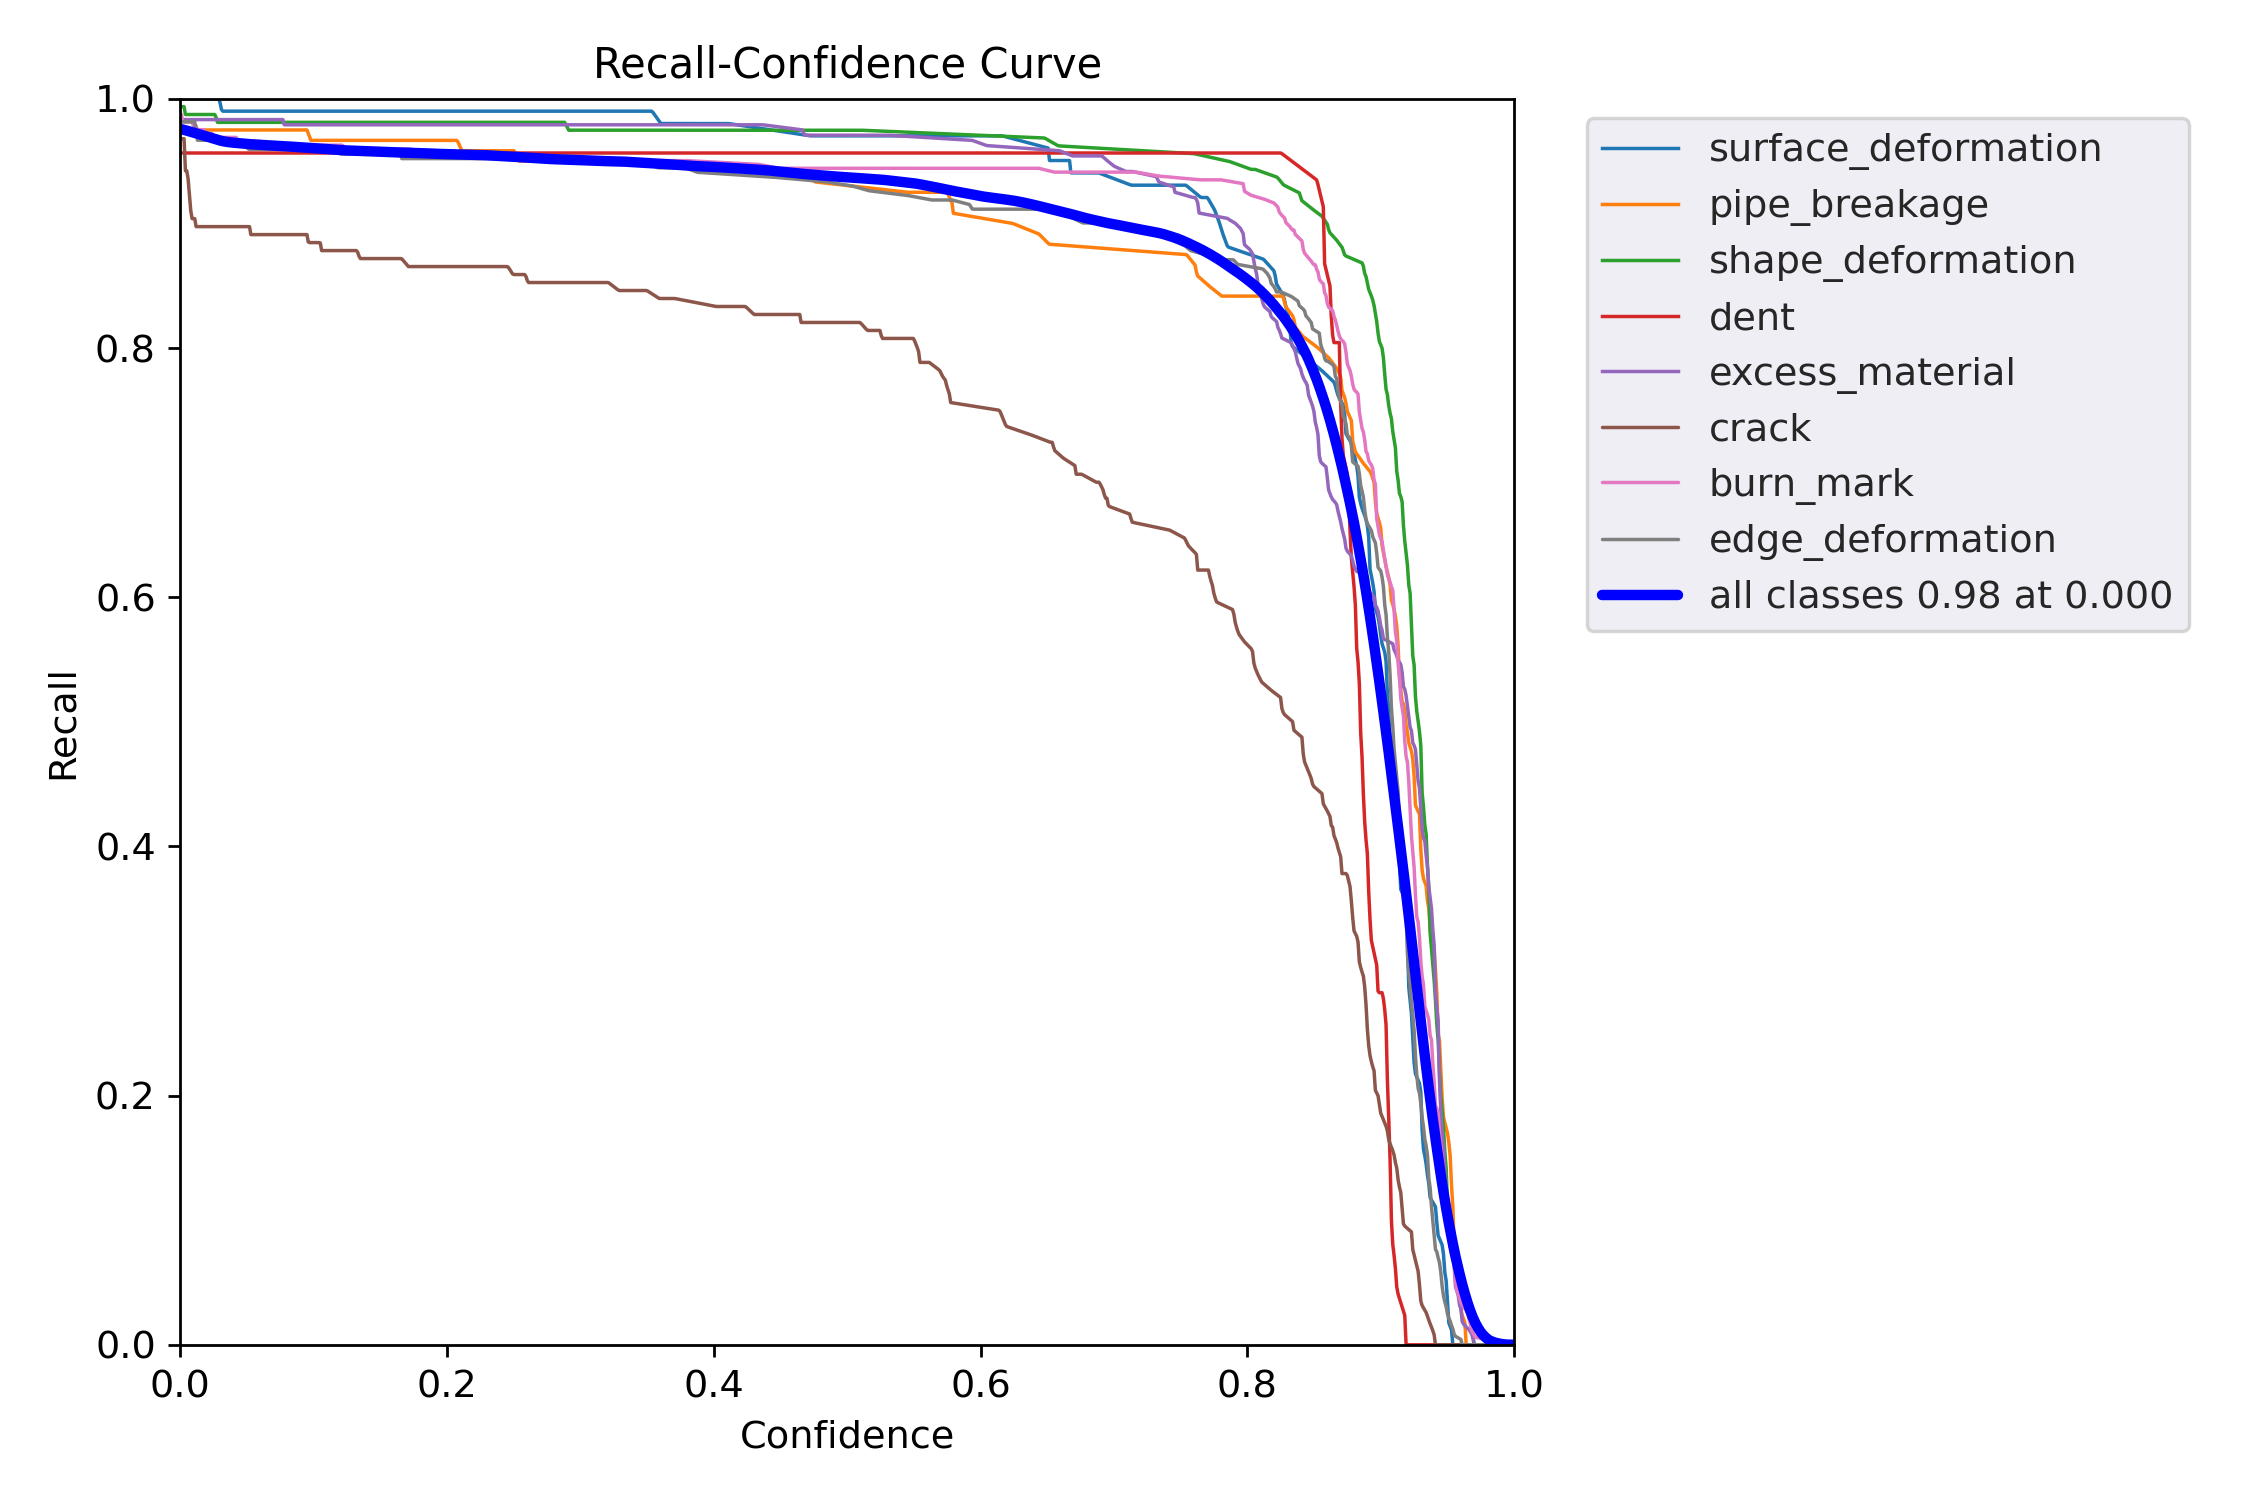 Recall-Confidence Curve
1.0
0.8
0.6
0.4
0.2
0.0
Recall
0.0 0.2 0.4 0.6 0.8 1.0
Confidence
surface_deformation
pipe_breakage
shape_deformation
dent
excess_material
crack
burn_mark
edge_deformation
all classes 0.98 at 0.000